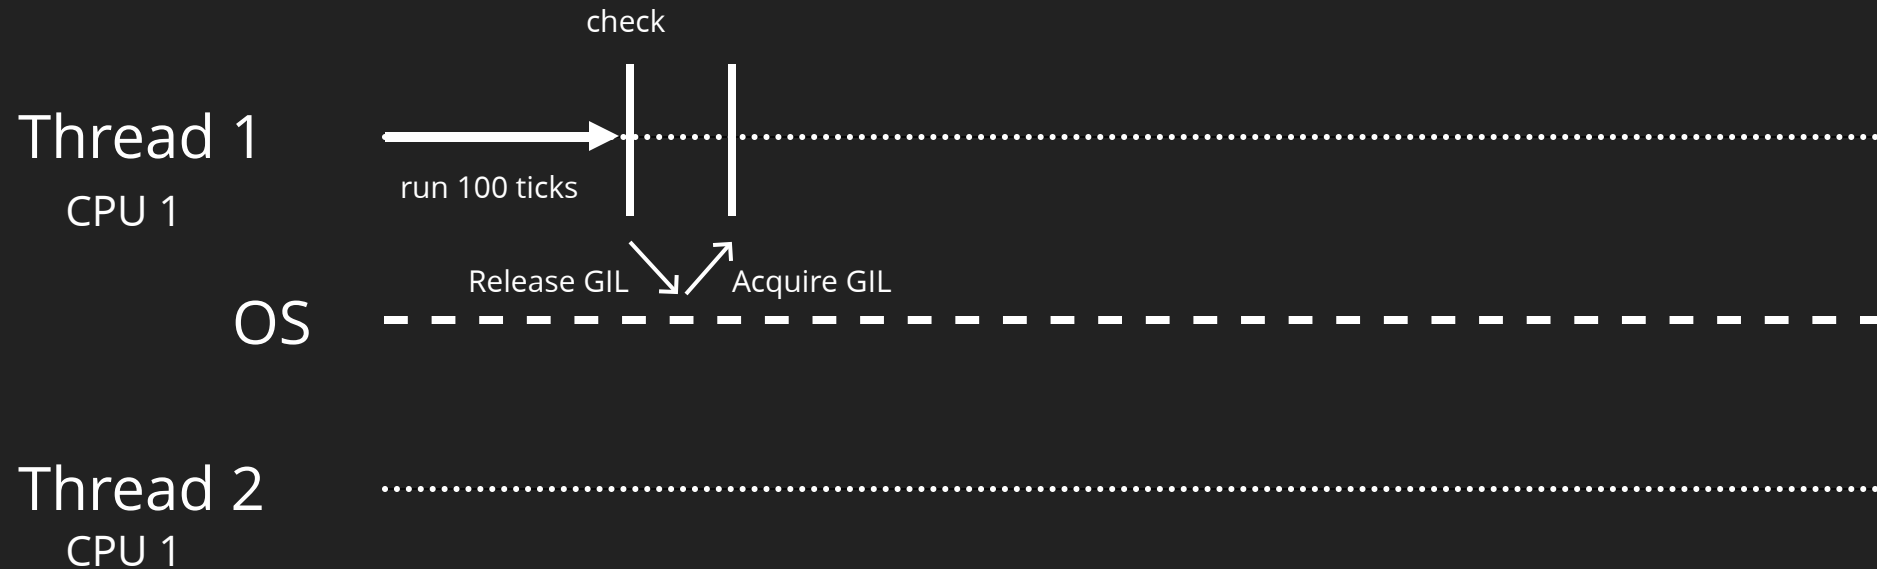 check
Thread 1
run 100 ticks
CPU 1
Release GIL
Acquire GIL
OS
Thread 2
CPU 1